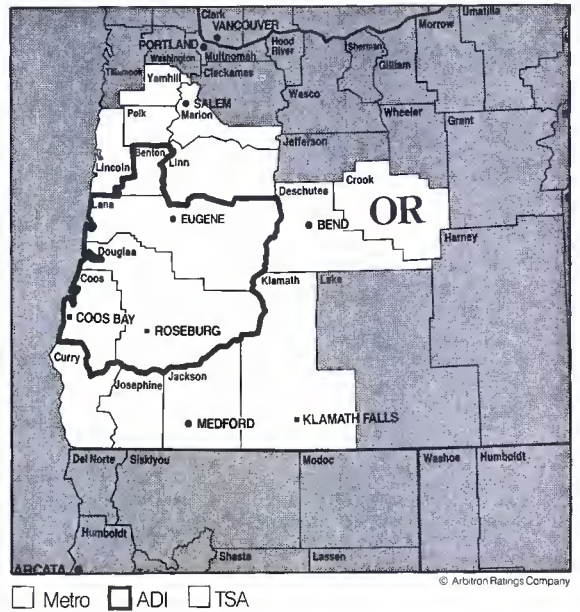 Clark
VANCOUVER
Umatilla
Morrow
PORTLAND
Multnomah
Hood
River
Sherman
Washington
Gilliam
Tillamook
Yamhill
Clackamas
SALEM
Marion
Wasco
Polk
Wheeler
Grant
Jefferson
Benton
Lincoln
Linn
Crook
Deschutes
Lane
OR
EUGENE
BEND
Harney
Douglas
Coos
Klamath
Lake
COOS BAY
ROSEBURG
Curry
Josephine
Jackson
MEDFORD
KLAMATH FALLS
Del Norte
Siskiyou
Modoc
Washoe
Humboldt
Humboldt
Shasta
Lassen
ARCATA
© Arbitron Ratings Company
Metro ADI TSA